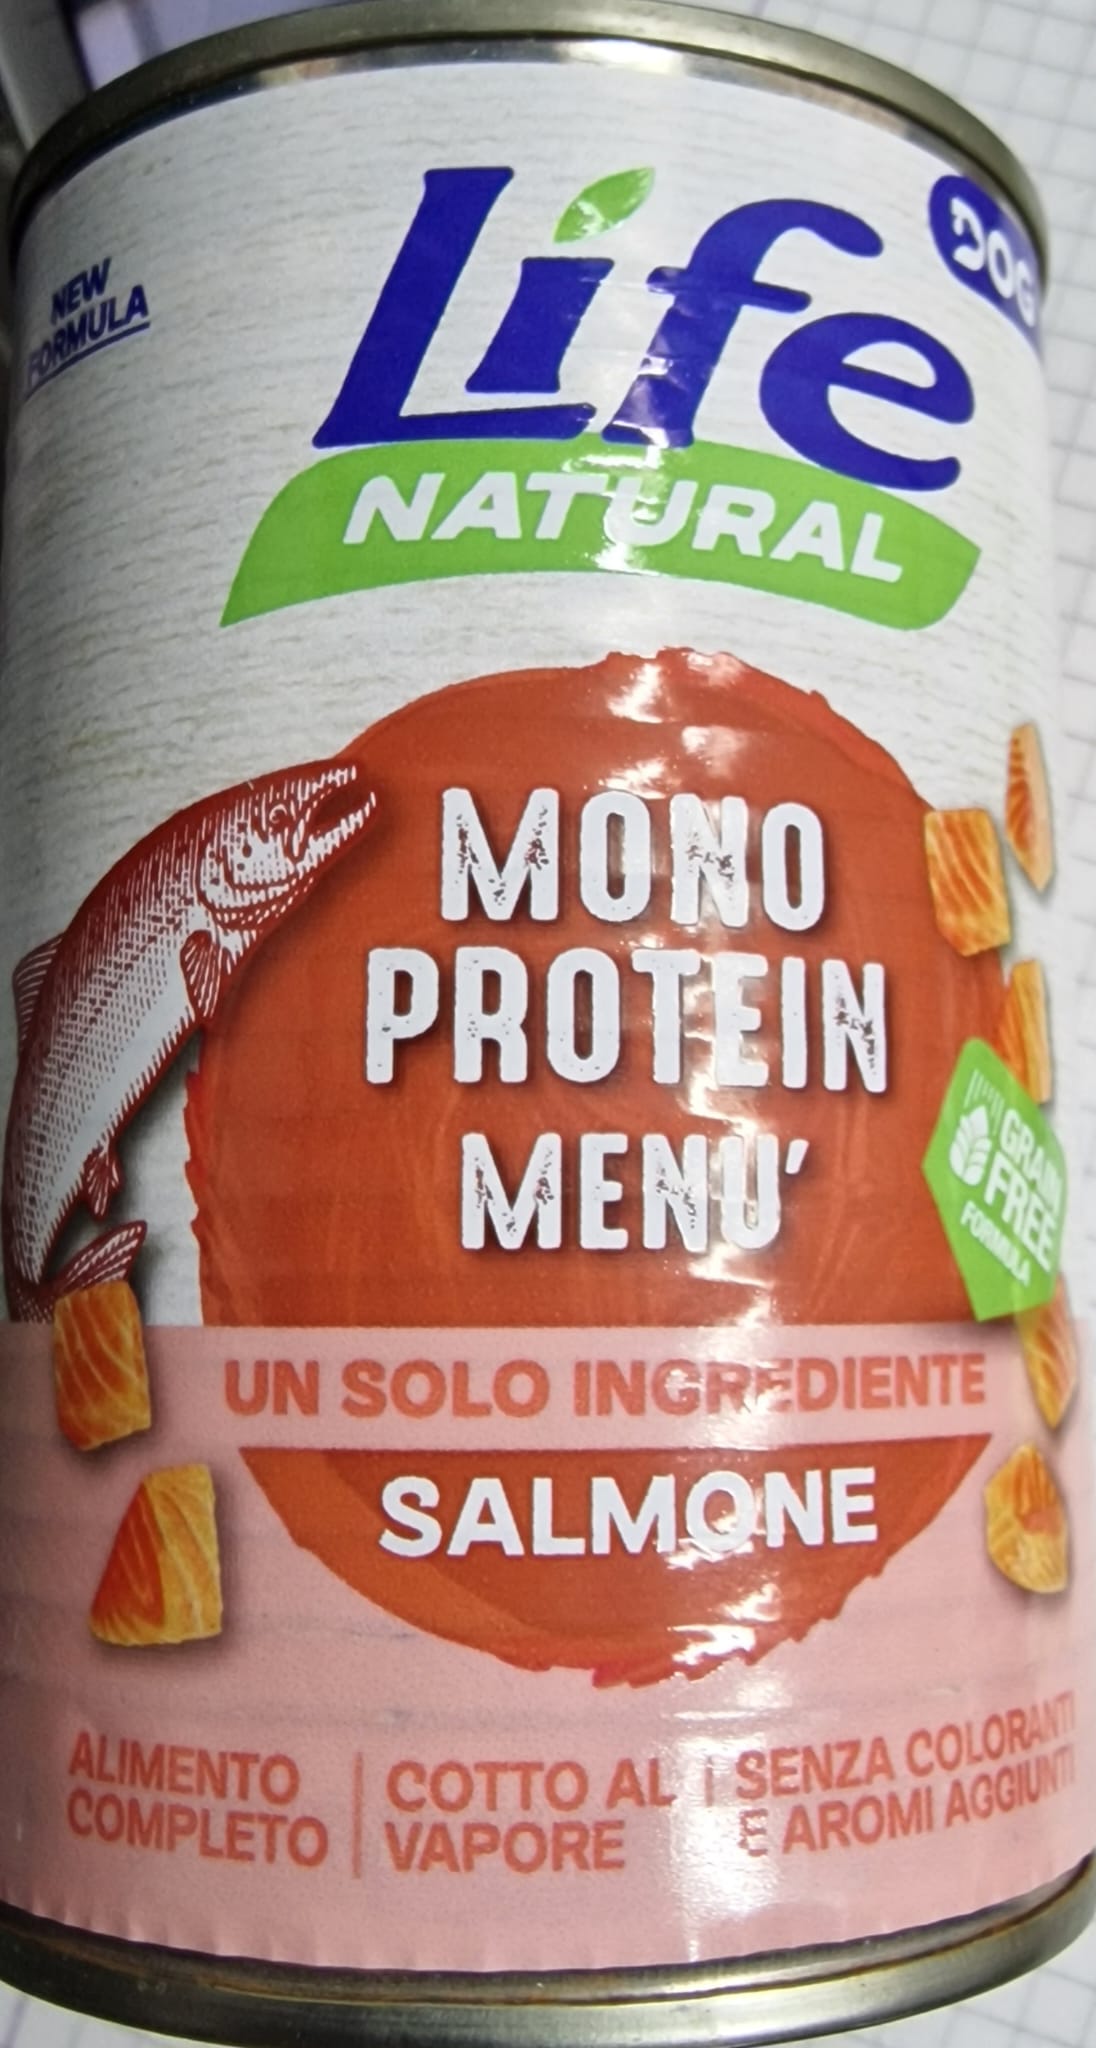 Life
NATURAL
DOG
NEW
FORMULA
MONO
PROTEIN
MENU'
GRAIN
FREE
FORMULA
UN SOLO INGREDIENTE
SALMONE
ALIMENTO
COMPLETO
COTTO AL
VAPORE
SENZA COLORANTI
E AROMI AGGIUNTI